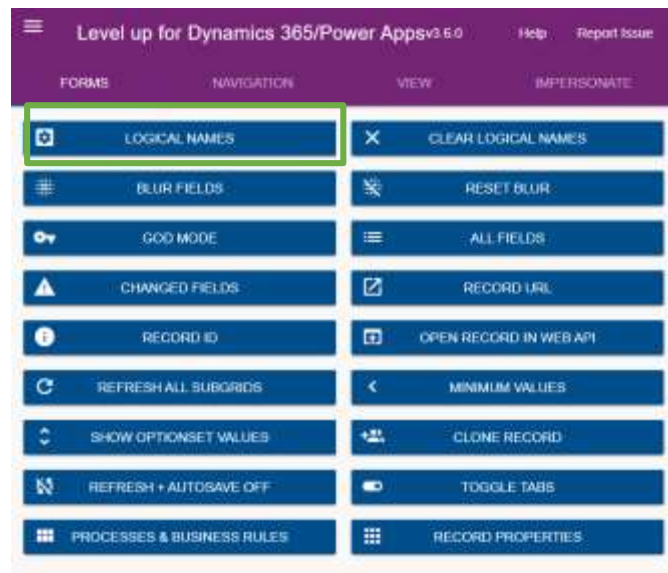 Level up for Dynamics 365/Power Apps v3.6.0 Help Report Issue
FORMS NAVIGATION VIEW IMPERSONATE
LOGICAL NAMES CLEAR LOGICAL NAMES
BLUR FIELDS RESET BLUR
GOD MODE ALL FIELDS
CHANGED FIELDS RECORD URL
RECORD ID OPEN RECORD IN WEB API
REFRESH ALL SUBGRIDS MINIMUM VALUES
SHOW OPTIONSET VALUES CLONE RECORD
REFRESH + AUTOSAVE OFF TOGGLE TABS
PROCESSES & BUSINESS RULES RECORD PROPERTIES